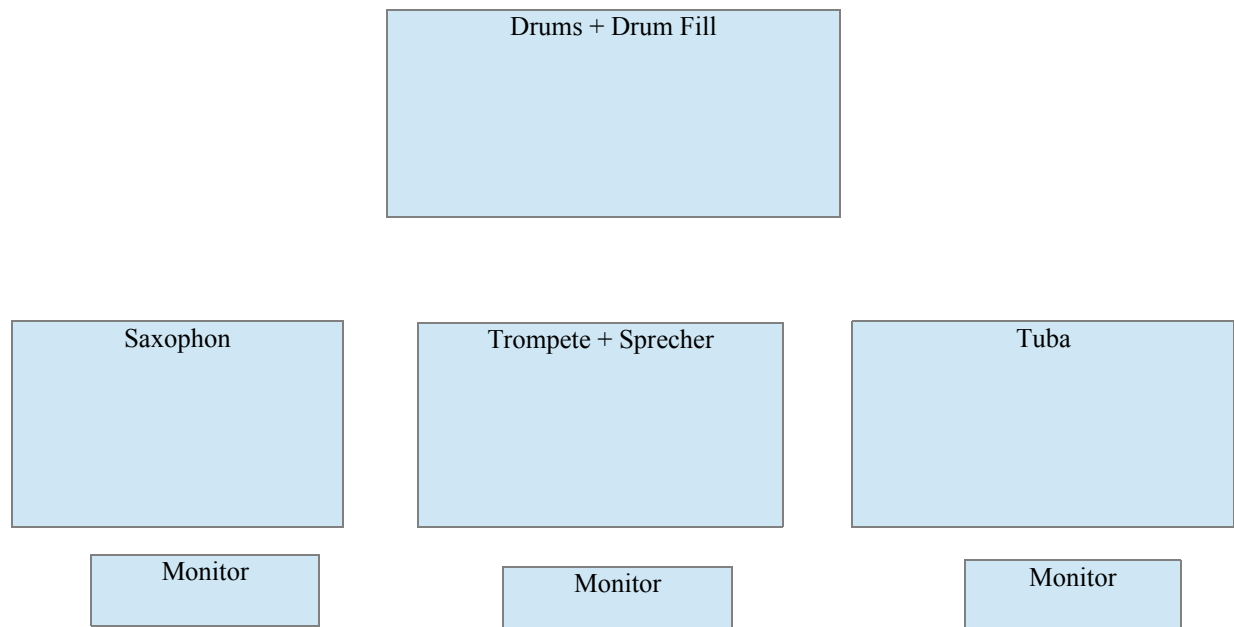 Drums + Drum Fill
Saxophon
Trompete + Sprecher
Tuba
Monitor
Monitor
Monitor